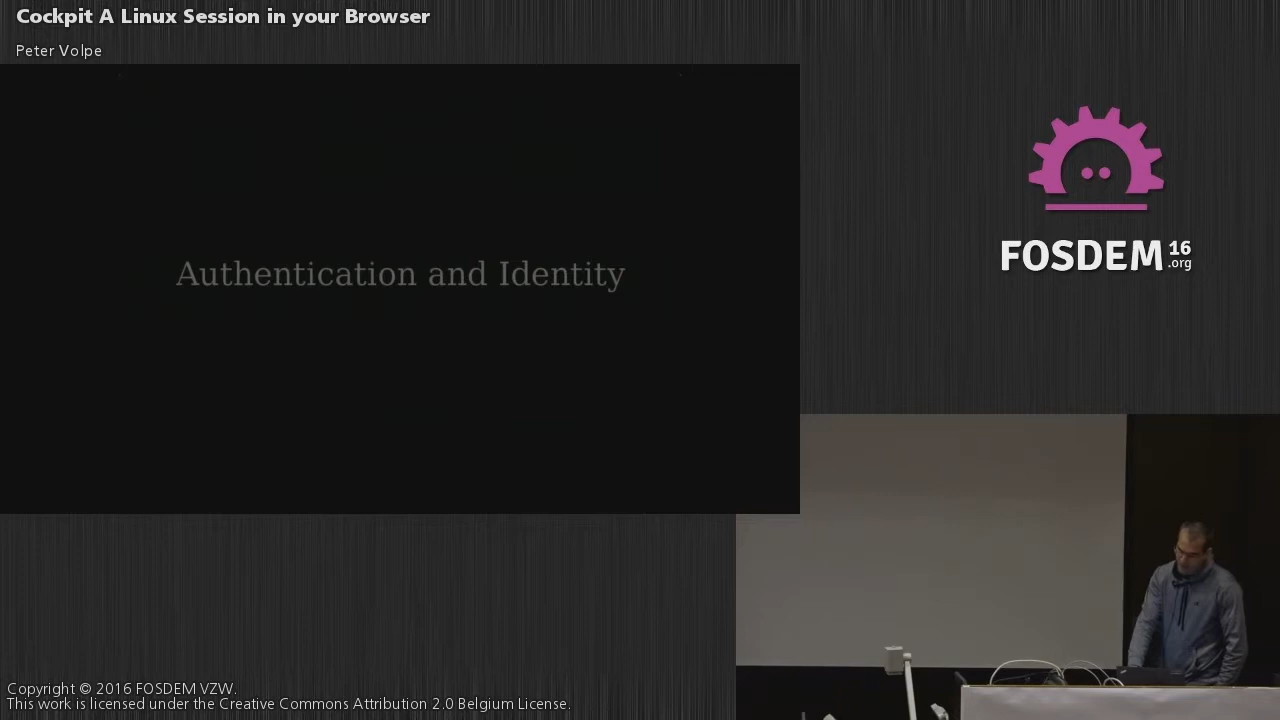 Cockpit A Linux Session in your Browser
Peter Volpe
Authentication and Identity
FOSDEM 16 .org
Copyright © 2016 FOSDEM VZW.
This work is licensed under the Creative Commons Attribution 2.0 Belgium License.